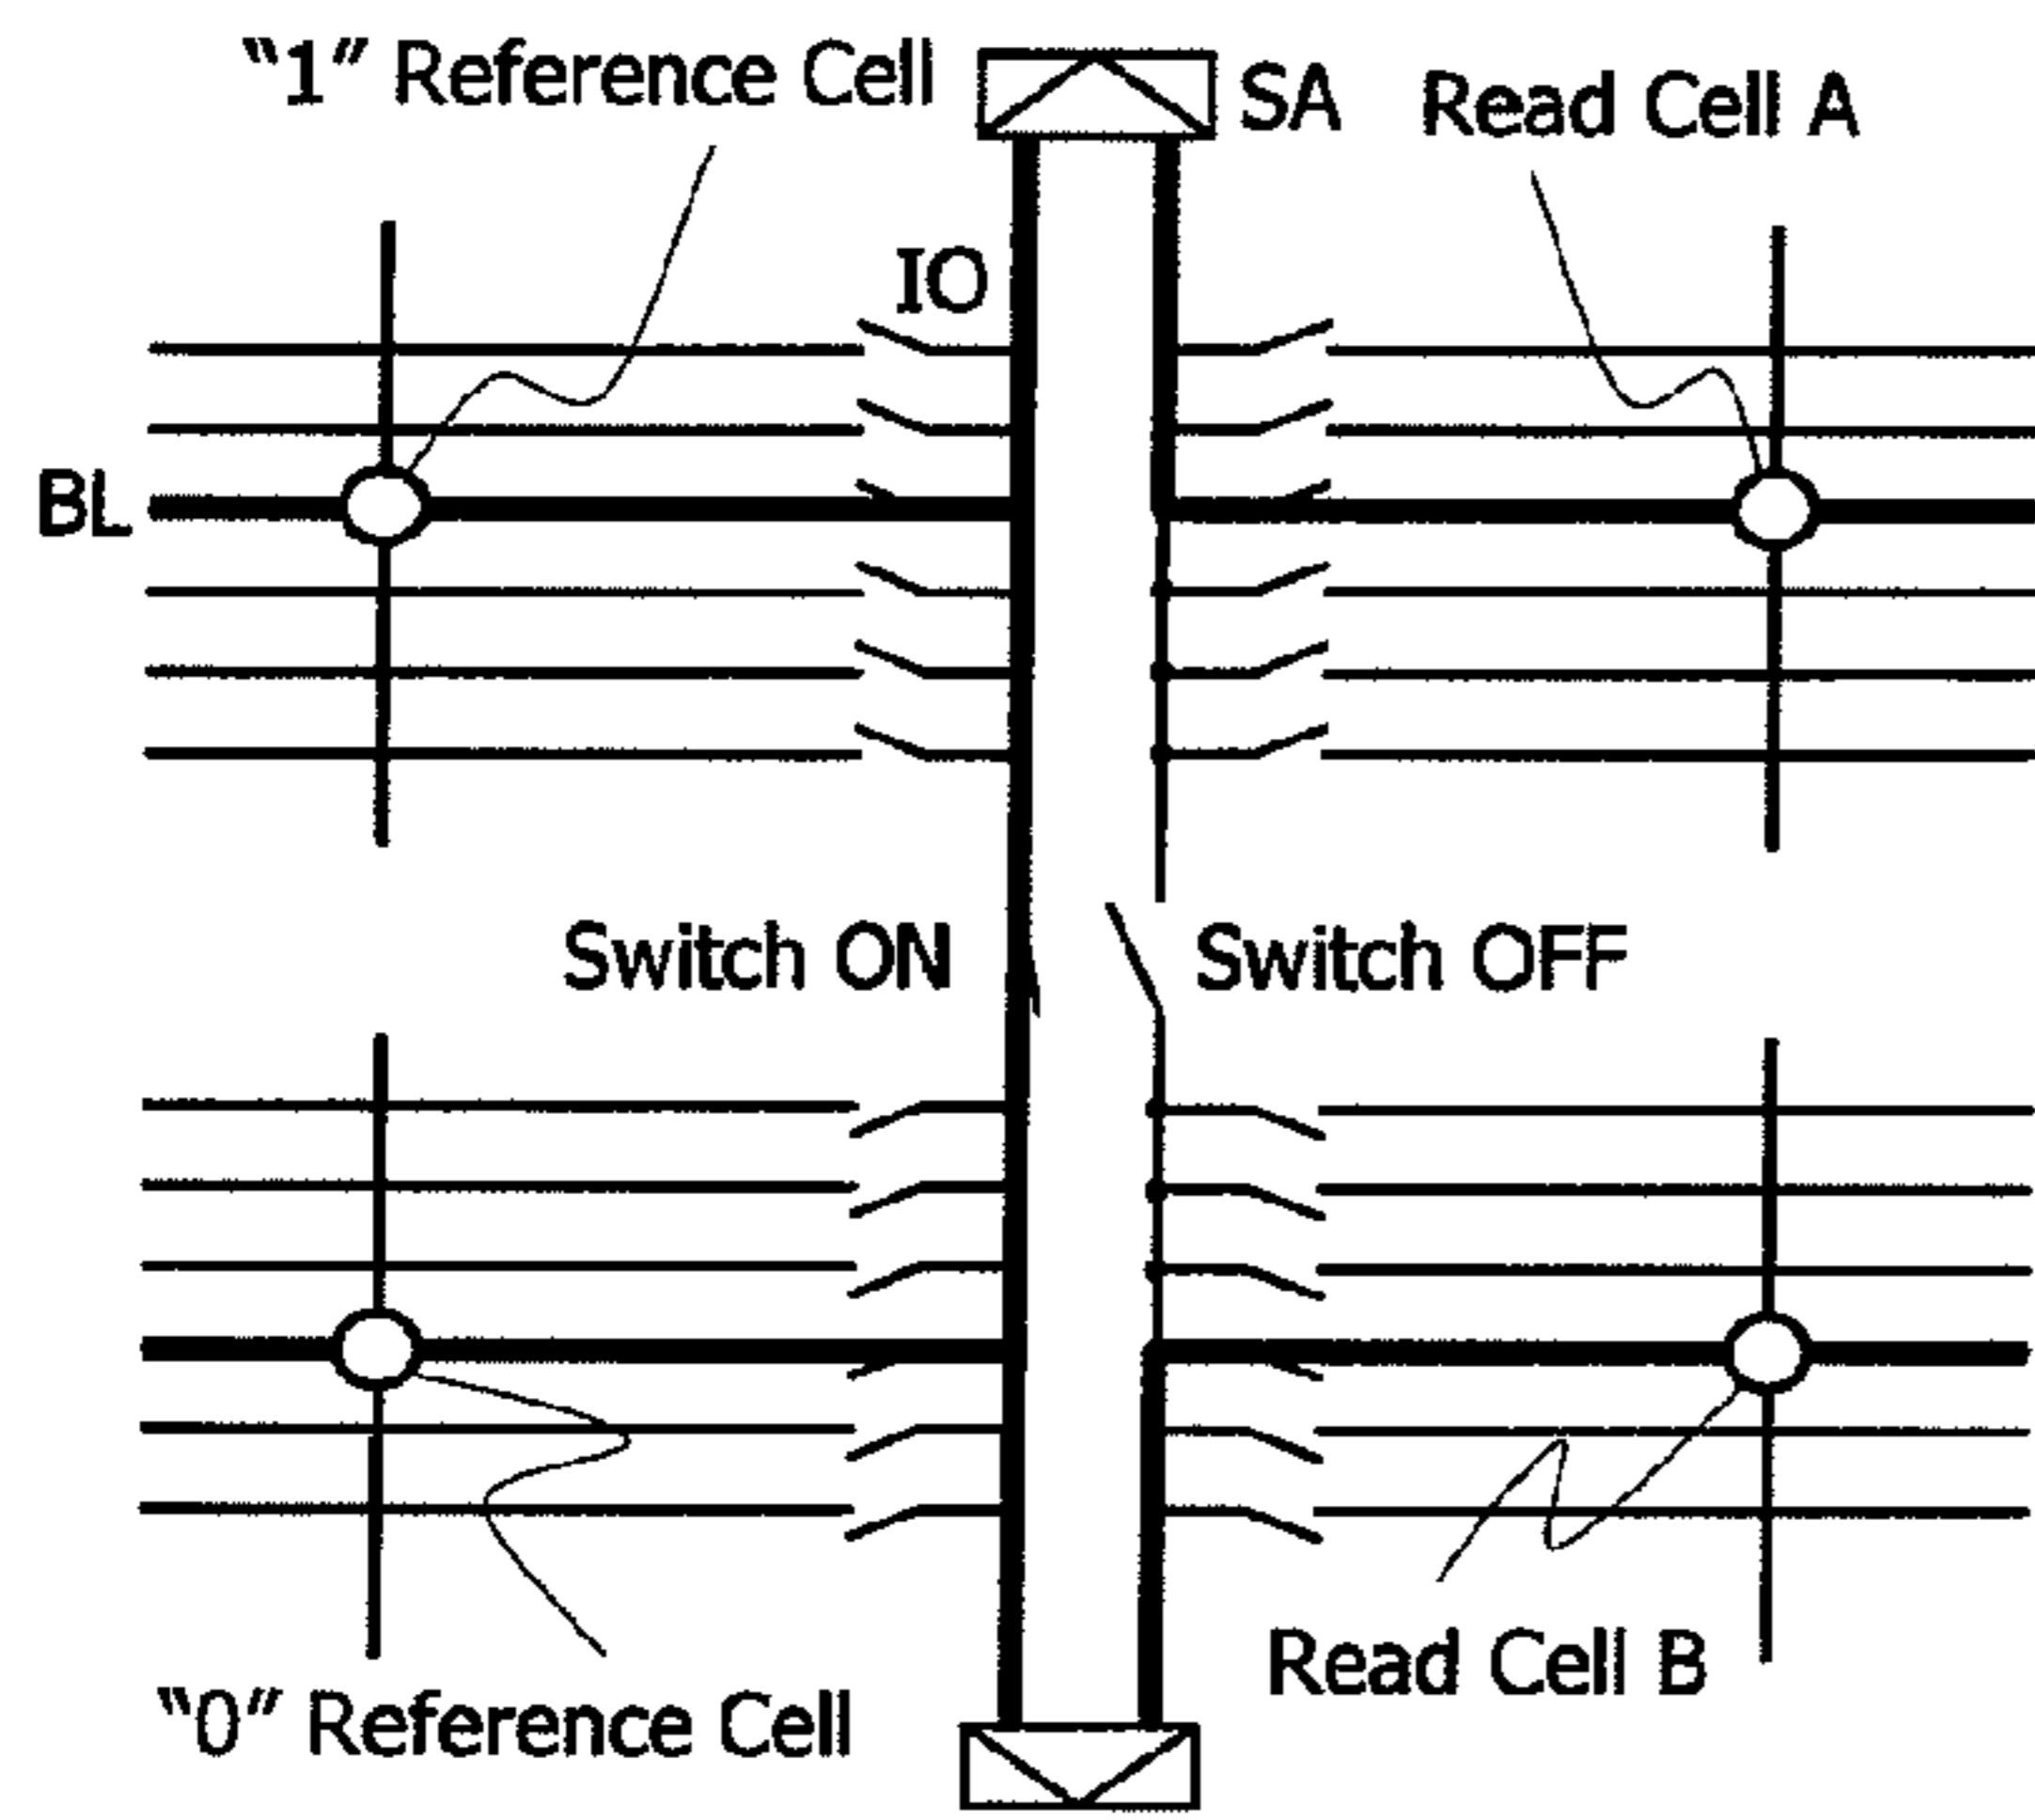 “1” Reference Cell
SA
Read Cell A
IO
BL
Switch ON
Switch OFF
Read Cell B
“0” Reference Cell